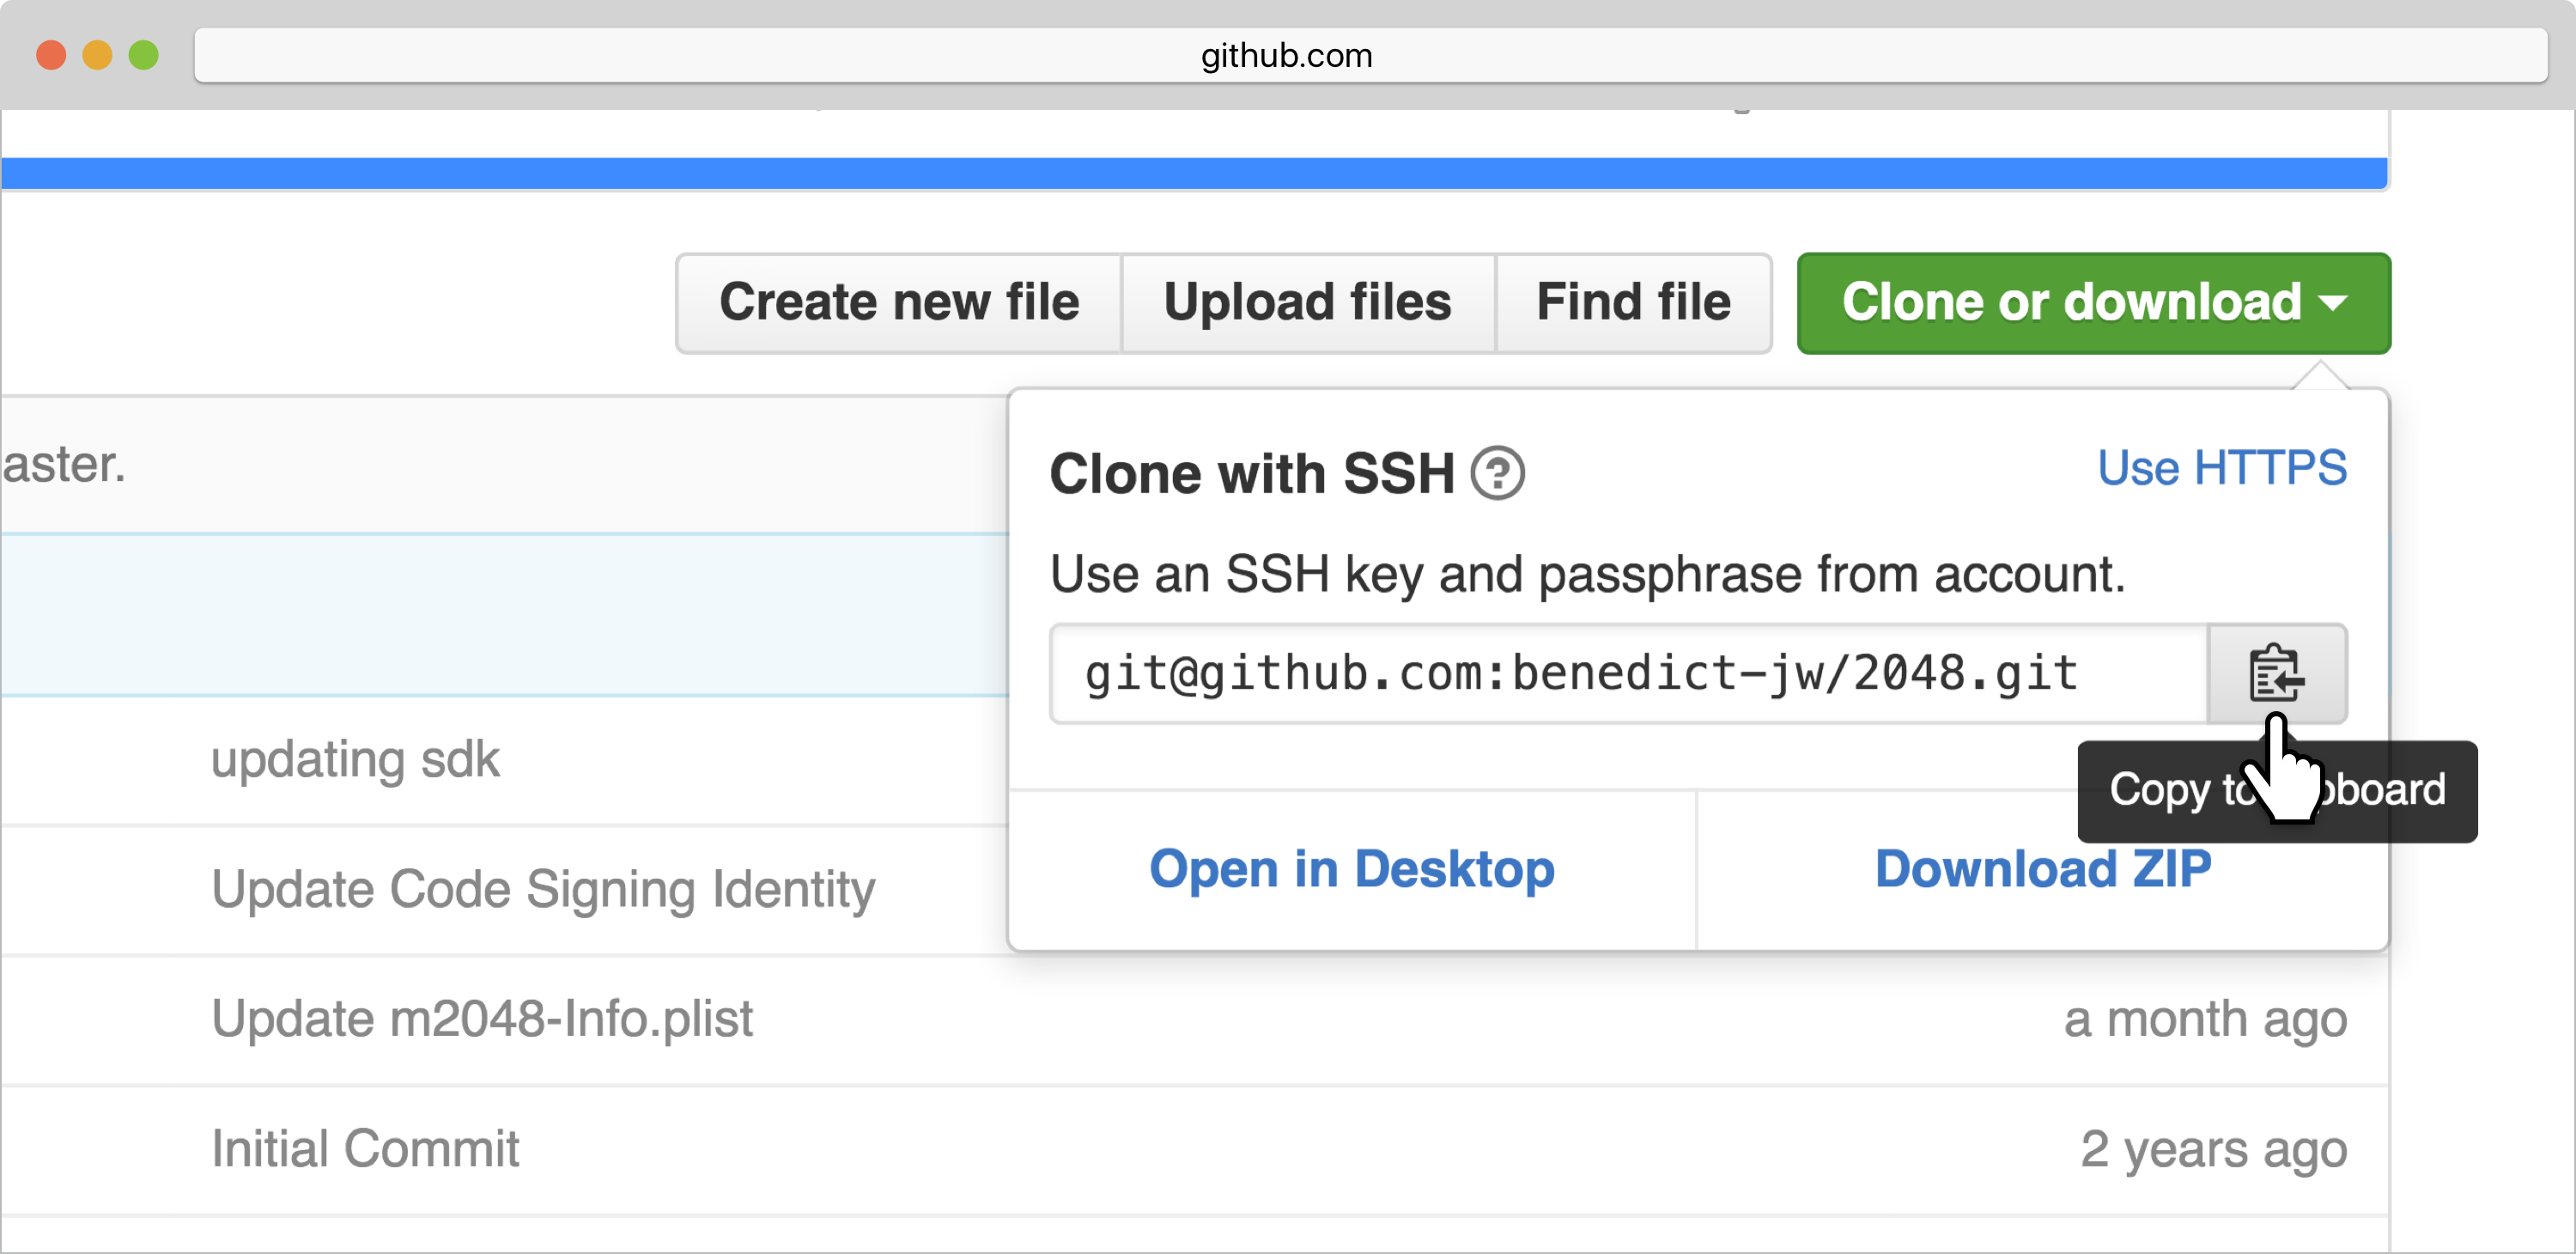 github.com
Create new file
Upload files
Find file
Clone or download
aster.
Clone with SSH
Use HTTPS
Use an SSH key and passphrase from account.
git@github.com:benedict-jw/2048.git
updating sdk
Copy to board
Open in Desktop
Download ZIP
Update Code Signing Identity
Update m2048-Info.plist
a month ago
Initial Commit
2 years ago